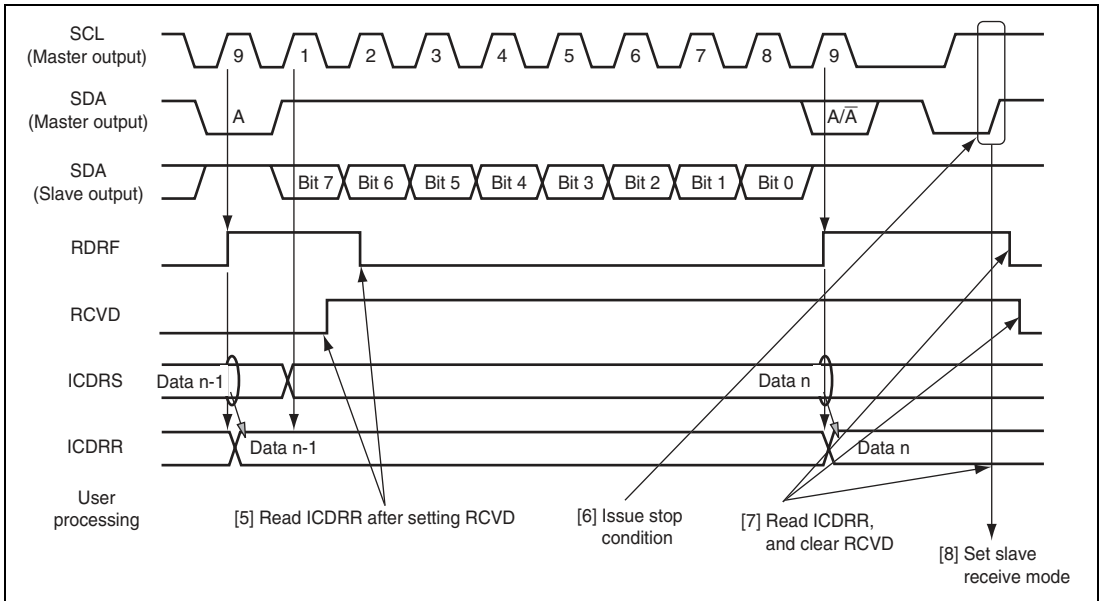 SCL
(Master output)
9 1 2 3 4 5 6 7 8 9
SDA
(Master output)
A A/A̅
SDA
(Slave output)
Bit 7 Bit 6 Bit 5 Bit 4 Bit 3 Bit 2 Bit 1 Bit 0
RDRF
RCVD
ICDRS
Data n-1 Data n
ICDRR
Data n-1 Data n
User
processing
[5] Read ICDRR after setting RCVD
[6] Issue stop
condition
[7] Read ICDRR,
and clear RCVD
[8] Set slave
receive mode